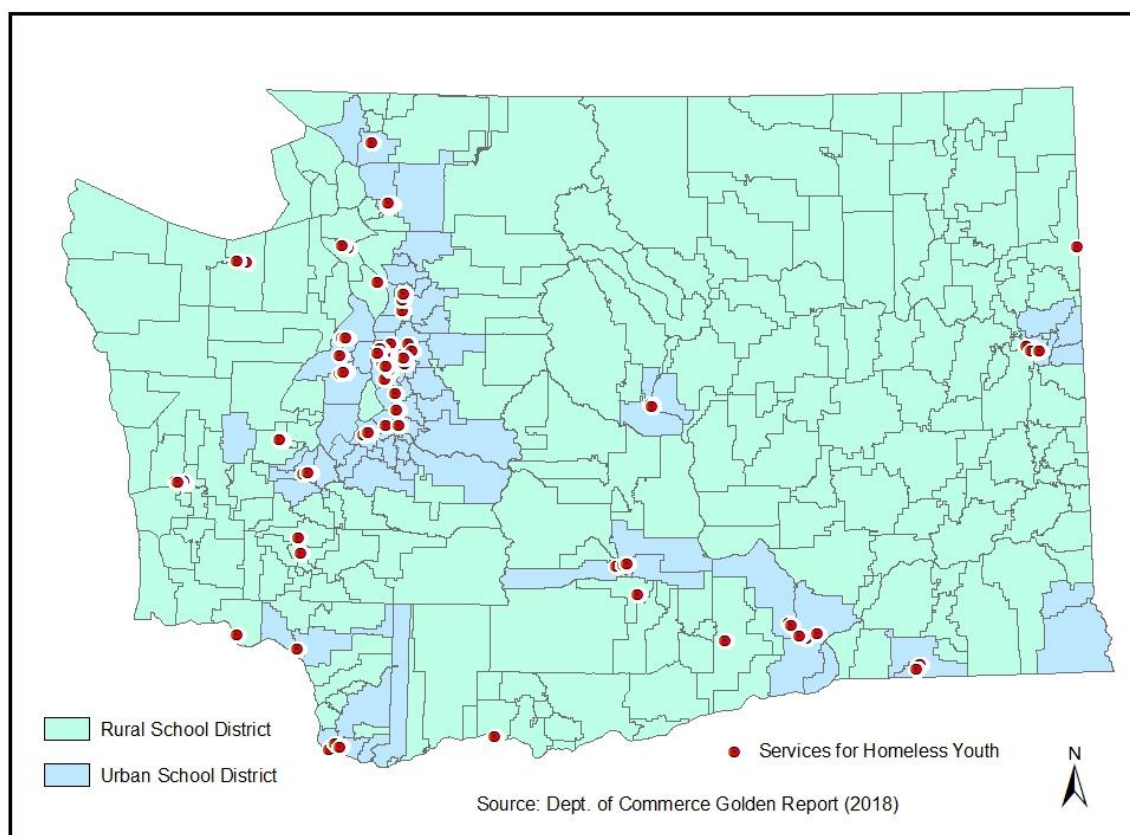 Rural School District
Urban School District
Services for Homeless Youth
Source: Dept. of Commerce Golden Report (2018)
N